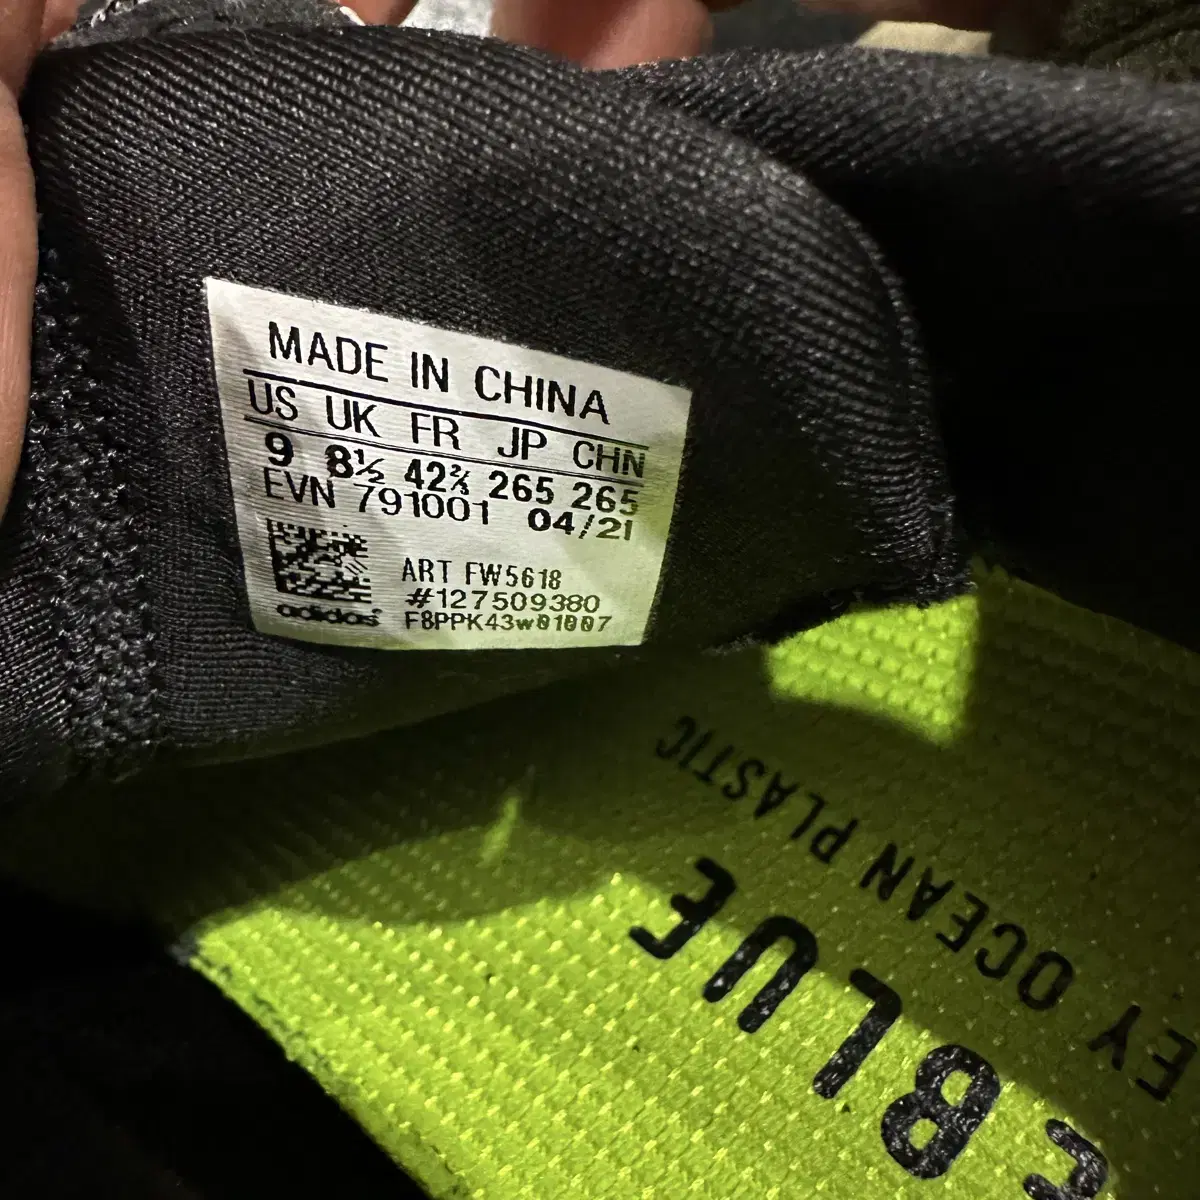 MADE IN CHINA
US UK FR JP CHN
9 8½ 42⅔ 265 265
EVN 791001 04/21
ART FW5618
#127509380
adidas F8PPK43w01007
EBLUE
EY OCEAN PLASTIC